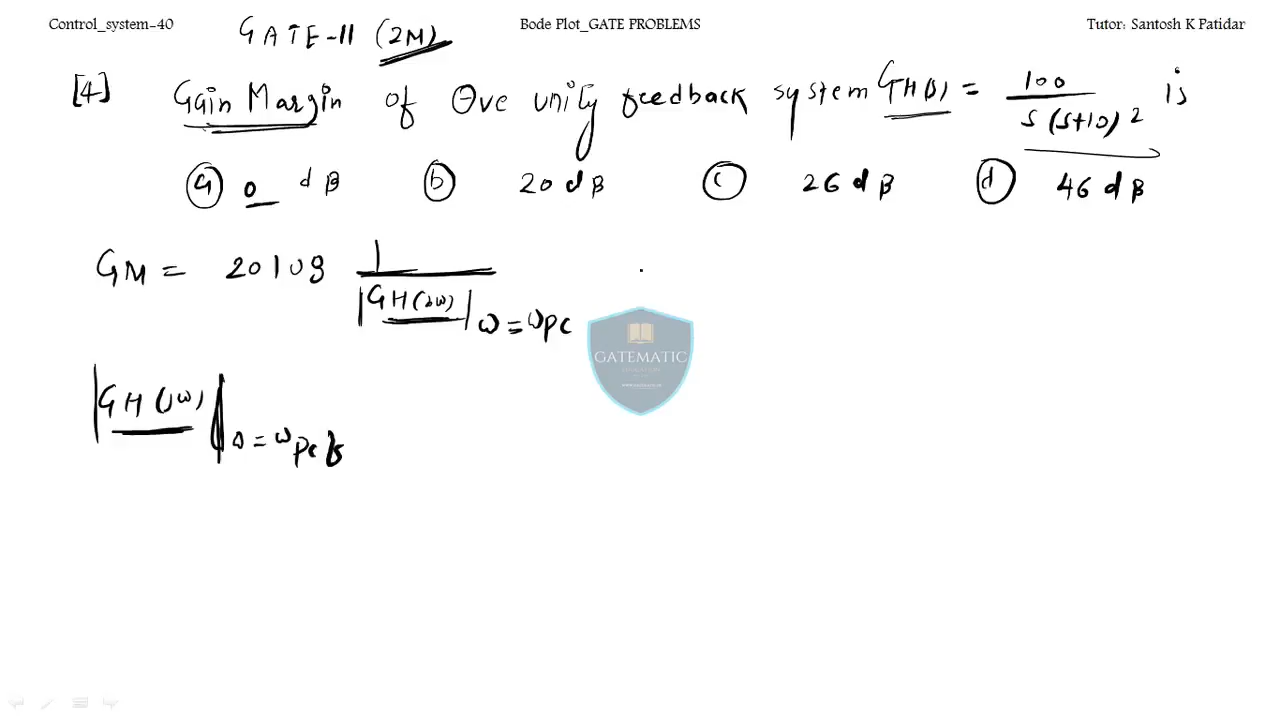 Control_system-40 Bode Plot_GATE PROBLEMS Tutor: Santosh K Patidar
GATE-11 (2M)
[4] Gain Margin of Ove unity feedback system GH(s) = 100 / s(s+10)^2 is
(a) 0 dB (b) 20 dB (c) 26 dB (d) 46 dB
GM = 20log 1 / |GH(jω)| ω = ωpc
|GH(jω)| ω = ωpc
GATEMATIC
EDUCATION